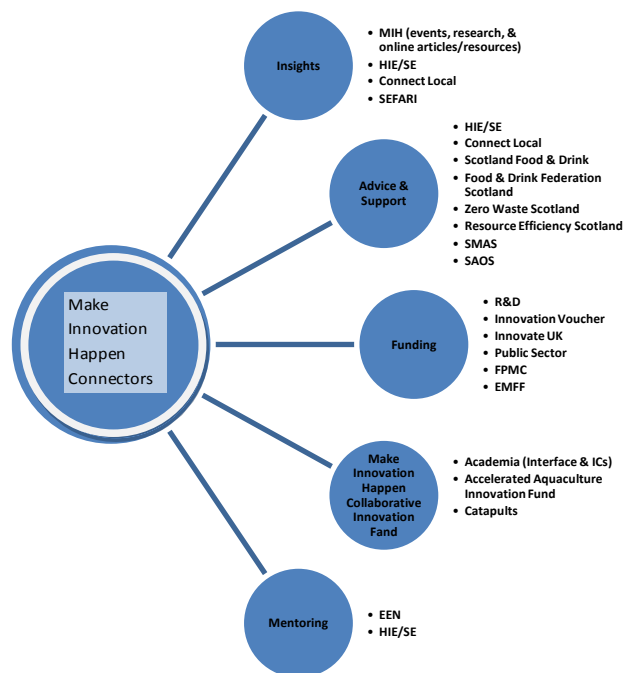 Insights
• MIH (events, research, &
online articles/resources)
• HIE/SE
• Connect Local
• SEFARI
Advice &
Support
• HIE/SE
• Connect Local
• Scotland Food & Drink
• Food & Drink Federation
Scotland
• Zero Waste Scotland
• Resource Efficiency Scotland
• SMAS
• SAOS
Make
Innovation
Happen
Connectors
Funding
• R&D
• Innovation Voucher
• Innovate UK
• Public Sector
• FPMC
• EMFF
Make
Innovation
Happen
Collaborative
Innovation
Fand
• Academia (Interface & ICs)
• Accelerated Aquaculture
Innovation Fund
• Catapults
Mentoring
• EEN
• HIE/SE